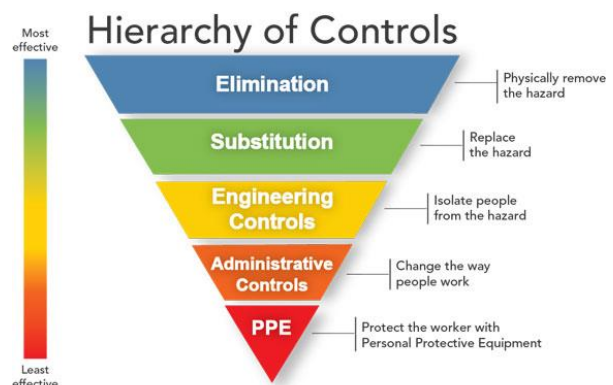 Hierarchy of Controls
Most
effective
Elimination
Physically remove
the hazard
Substitution
Replace
the hazard
Engineering
Controls
Isolate people
from the hazard
Administrative
Controls
Change the way
people work
PPE
Protect the worker with
Personal Protective Equipment
Least
effective